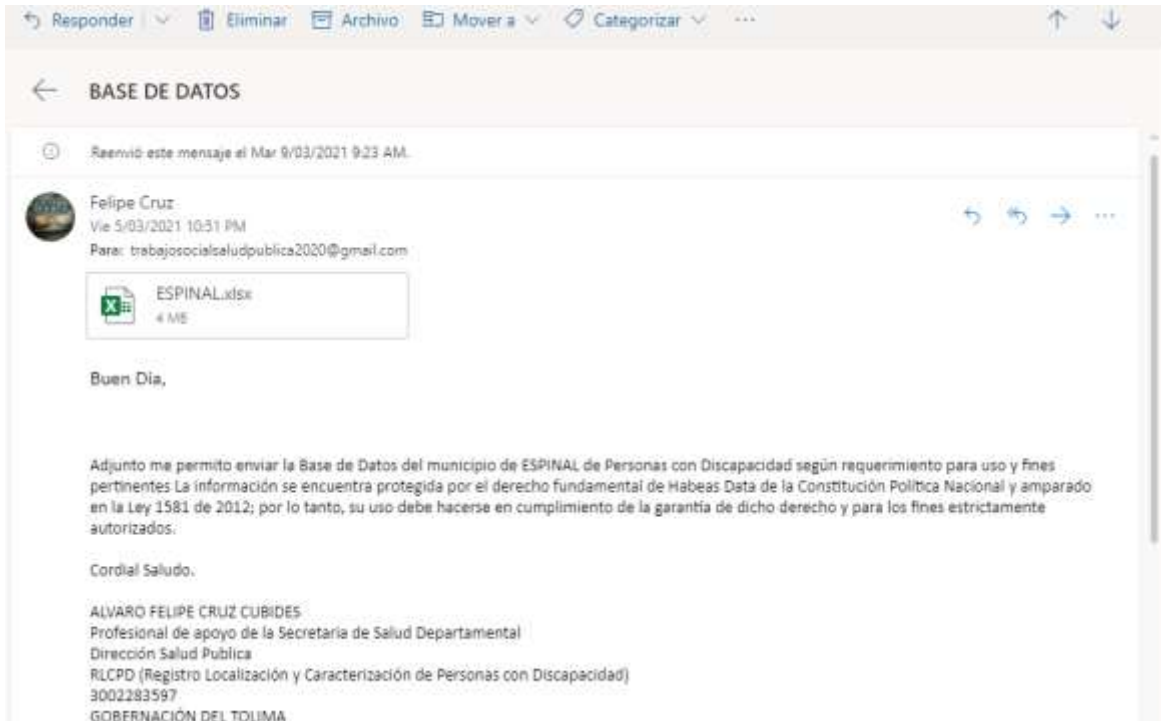 Responder Eliminar Archivo Mover a Categorizar ...
BASE DE DATOS
Reenvió este mensaje el Mar 9/03/2021 9:23 AM.
Felipe Cruz
Vie 5/03/2021 10:51 PM
Para: trabajosocialsaludpublica2020@gmail.com
ESPINAL.xlsx
4 MB
Buen Dia,
Adjunto me permito enviar la Base de Datos del municipio de ESPINAL de Personas con Discapacidad según requerimiento para uso y fines
pertinentes La información se encuentra protegida por el derecho fundamental de Habeas Data de la Constitución Política Nacional y amparado
en la Ley 1581 de 2012; por lo tanto, su uso debe hacerse en cumplimiento de la garantía de dicho derecho y para los fines estrictamente
autorizados.
Cordial Saludo.
ALVARO FELIPE CRUZ CUBIDES
Profesional de apoyo de la Secretaria de Salud Departamental
Dirección Salud Publica
RLCPD (Registro Localización y Caracterización de Personas con Discapacidad)
3002283597
GOBERNACIÓN DEL TOLIMA